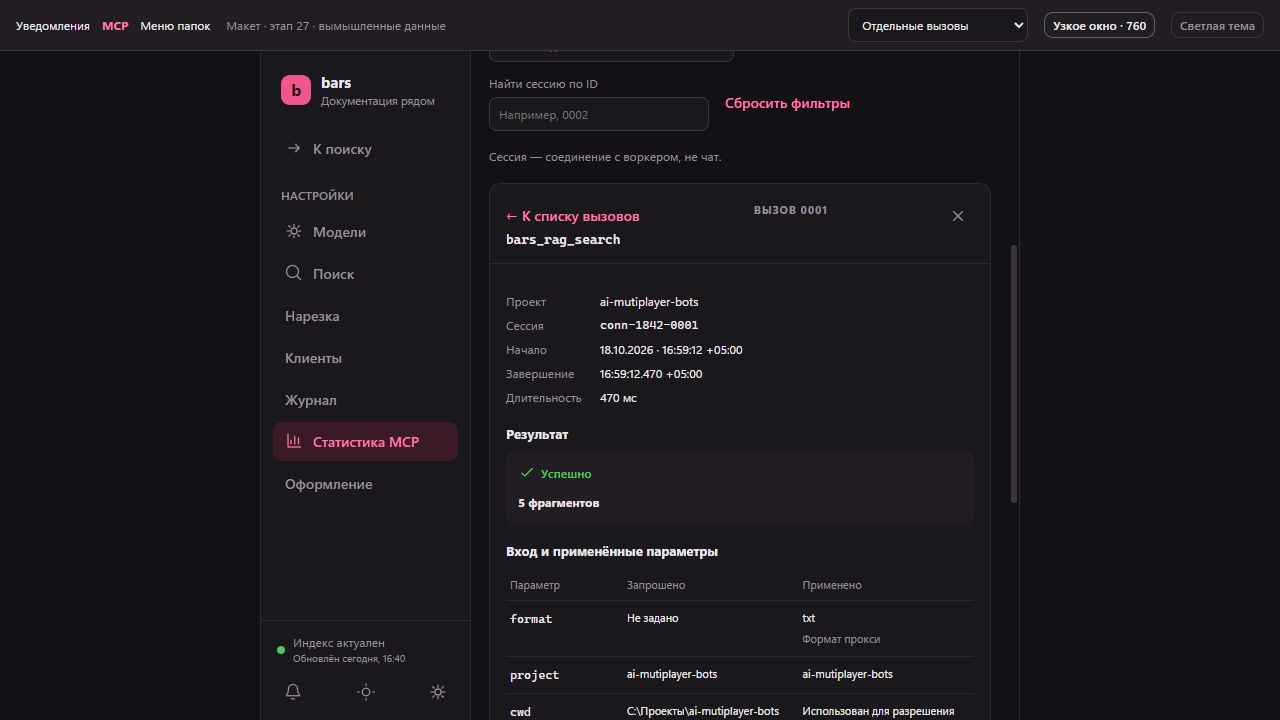 Уведомления MCP Меню папок Макет · этап 27 · вымышленные данные Отдельные вызовы Узкое окно · 760 Светлая тема
b bars
Документация рядом
→ К поиску
НАСТРОЙКИ
Модели
Поиск
Нарезка
Клиенты
Журнал
Статистика MCP
Оформление
Индекс актуален
Обновлён сегодня, 16:40
Найти сессию по ID
Например, 0002
Сбросить фильтры
Сессия — соединение с воркером, не чат.
← К списку вызовов
ВЫЗОВ 0001
bars_rag_search
Проект ai-mutiplayer-bots
Сессия conn-1842-0001
Начало 18.10.2026 · 16:59:12 +05:00
Завершение 16:59:12.470 +05:00
Длительность 470 мс
Результат
Успешно
5 фрагментов
Вход и применённые параметры
Параметр Запрошено Применено
format Не задано txt
Формат прокси
project ai-mutiplayer-bots ai-mutiplayer-bots
cwd C:\Проекты\ai-mutiplayer-bots Использован для разрешения